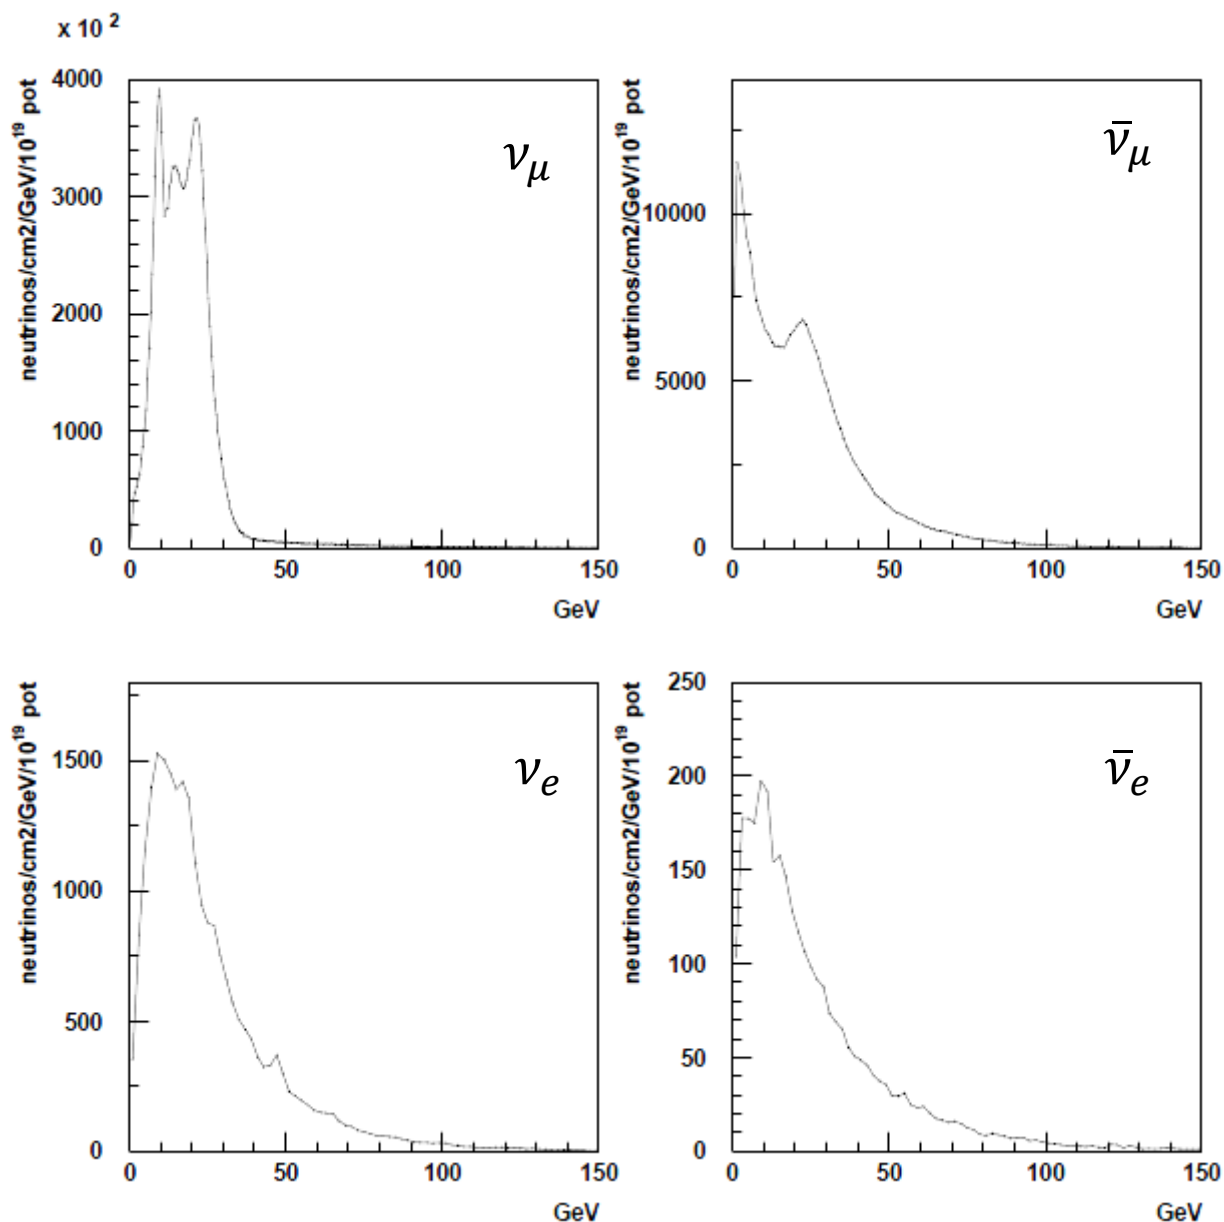 x 10 ²
neutrinos/cm2/GeV/10¹⁹ pot
4000
3000
2000
1000
0
0 50 100 150
GeV
ν_μ
neutrinos/cm2/GeV/10¹⁹ pot
10000
5000
0
0 50 100 150
GeV
ν̄_μ
neutrinos/cm2/GeV/10¹⁹ pot
1500
1000
500
0
0 50 100 150
GeV
ν_e
neutrinos/cm2/GeV/10¹⁹ pot
250
200
150
100
50
0
0 50 100 150
GeV
ν̄_e